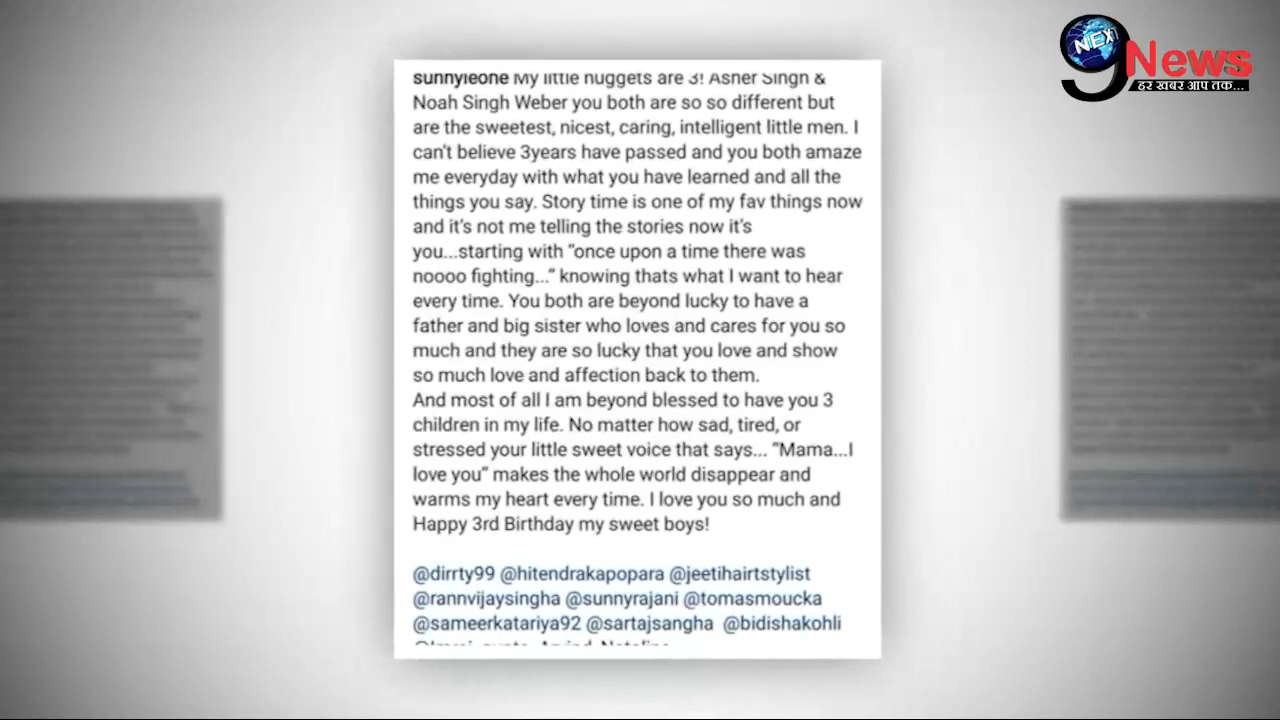 NEXT
9 News
हर खबर आप तक...
sunnyleone My little nuggets are 3! Asher Singh &
Noah Singh Weber you both are so so different but
are the sweetest, nicest, caring, intelligent little men. I
can't believe 3years have passed and you both amaze
me everyday with what you have learned and all the
things you say. Story time is one of my fav things now
and it's not me telling the stories now it's
you...starting with "once upon a time there was
noooo fighting..." knowing thats what I want to hear
every time. You both are beyond lucky to have a
father and big sister who loves and cares for you so
much and they are so lucky that you love and show
so much love and affection back to them.
And most of all I am beyond blessed to have you 3
children in my life. No matter how sad, tired, or
stressed your little sweet voice that says... "Mama...I
love you" makes the whole world disappear and
warms my heart every time. I love you so much and
Happy 3rd Birthday my sweet boys!
@dirrty99 @hitendrakapopara @jeetihairtstylist
@rannvijaysingha @sunnyrajani @tomasmoucka
@sameerkatariya92 @sartajsangha @bidishakohli